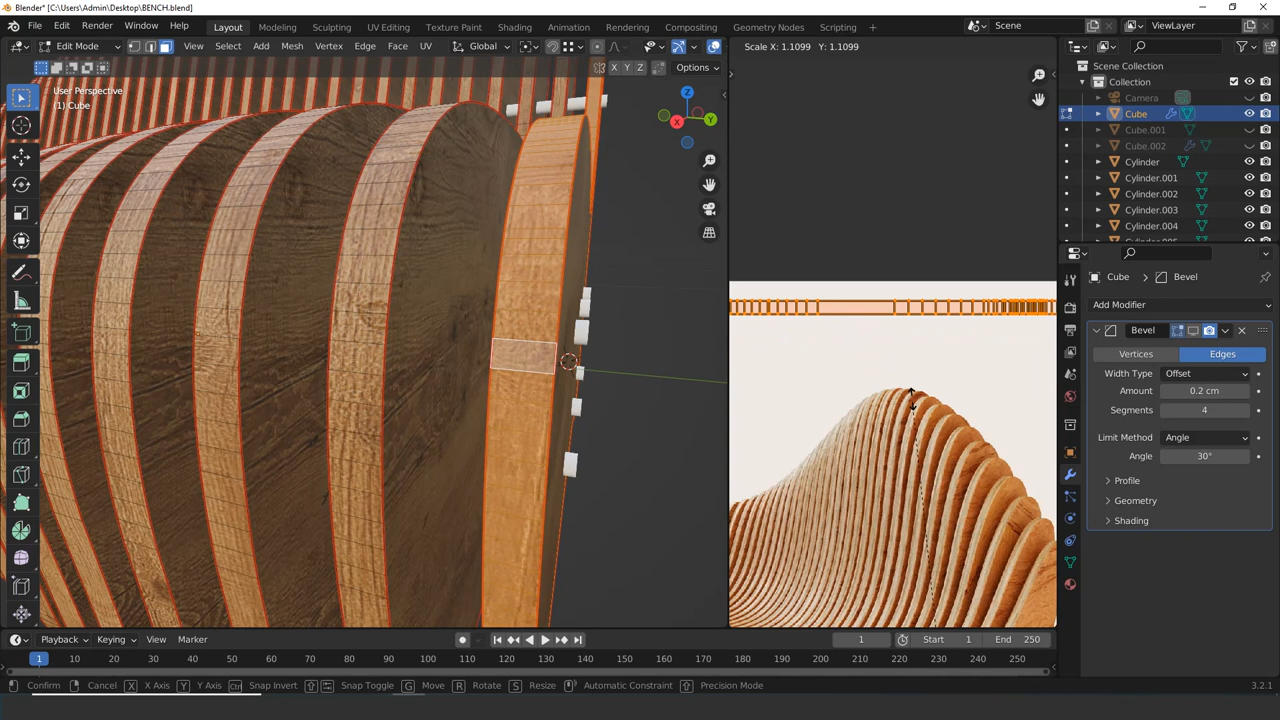 Blender* [C:\Users\Admin\Desktop\BENCH.blend]
File Edit Render Window Help Layout Modeling Sculpting UV Editing Texture Paint Shading Animation Rendering Compositing Geometry Nodes Scripting Scene ViewLayer
Edit Mode View Select Add Mesh Vertex Edge Face UV Global
Scale X: 1.1099 Y: 1.1099
X Y Z Options
User Perspective
(1) Cube
Z
X
Y
Scene Collection
Collection
Camera
Cube
Cube.001
Cube.002
Cylinder
Cylinder.001
Cylinder.002
Cylinder.003
Cylinder.004
Cube Bevel
Add Modifier
Bevel
Vertices Edges
Width Type Offset
Amount 0.2 cm
Segments 4
Limit Method Angle
Angle 30°
Profile
Geometry
Shading
Playback Keying View Marker 1 Start 1 End 250
1 10 20 30 40 50 60 70 80 90 100 110 120 130 140 150 160 170 180 190 200 210 220 230 240 250
Confirm Cancel X X Axis Y Y Axis Ctrl Snap Invert Snap Toggle G Move R Rotate S Resize Automatic Constraint Precision Mode 3.2.1